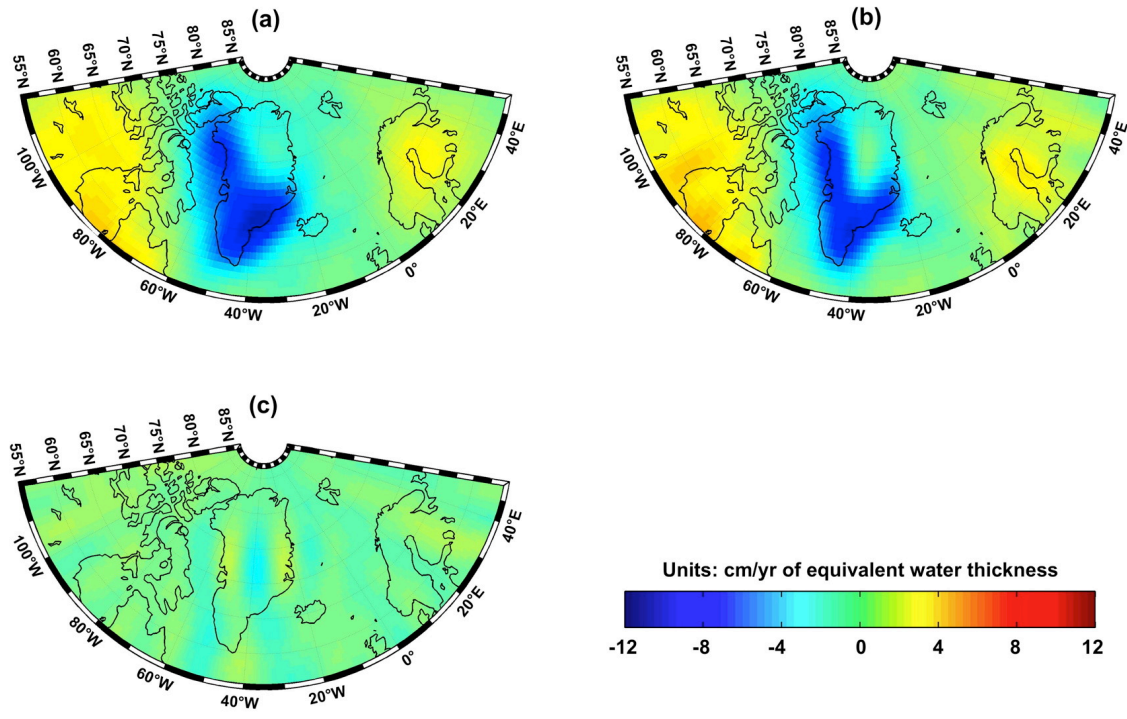 (a)
55°N 60°N 65°N 70°N 75°N 80°N 85°N
100°W 80°W 60°W 40°W 20°W 0° 20°E 40°E
(b)
55°N 60°N 65°N 70°N 75°N 80°N 85°N
100°W 80°W 60°W 40°W 20°W 0° 20°E 40°E
(c)
55°N 60°N 65°N 70°N 75°N 80°N 85°N
100°W 80°W 60°W 40°W 20°W 0° 20°E 40°E
Units: cm/yr of equivalent water thickness
-12 -8 -4 0 4 8 12